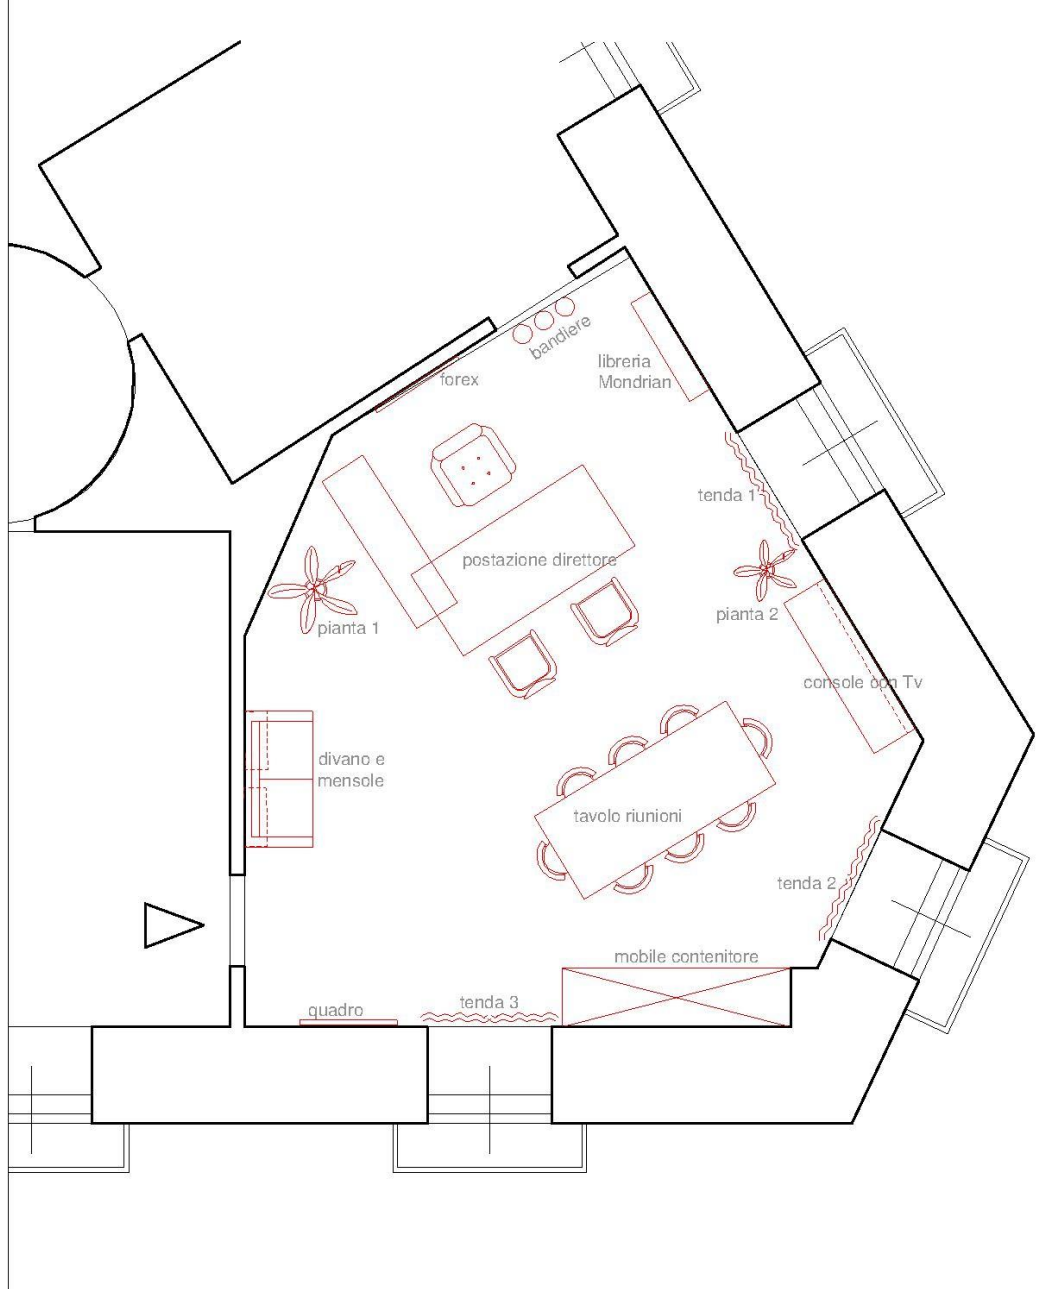 bandiere
libreria
Mondrian
forex
tenda 1
postazione direttore
pianta 2
pianta 1
console con Tv
divano e
mensole
tavolo riunioni
tenda 2
mobile contenitore
tenda 3
quadro